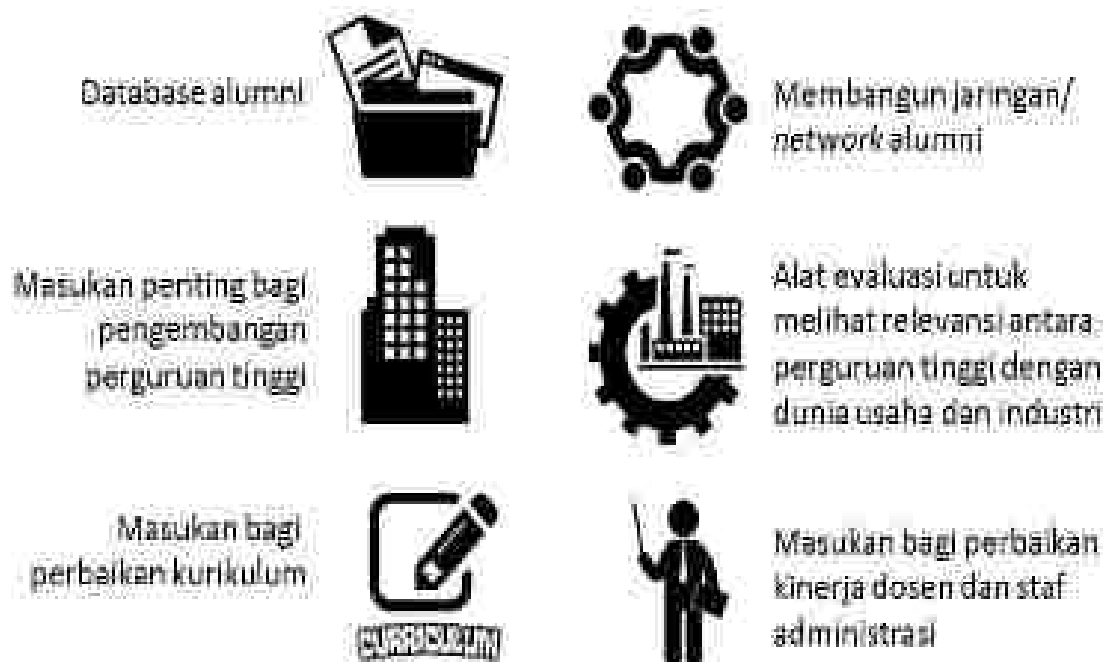 Database alumni
Membangun jaringan/
network alumni
Masukan penting bagi
pengembangan
perguruan tinggi
Alat evaluasi untuk
melihat relevansi antara
perguruan tinggi dengan
dunia usaha dan industri
Masukan bagi
perbaikan kurikulum
CURRICULUM
Masukan bagi perbaikan
kinerja dosen dan staf
administrasi